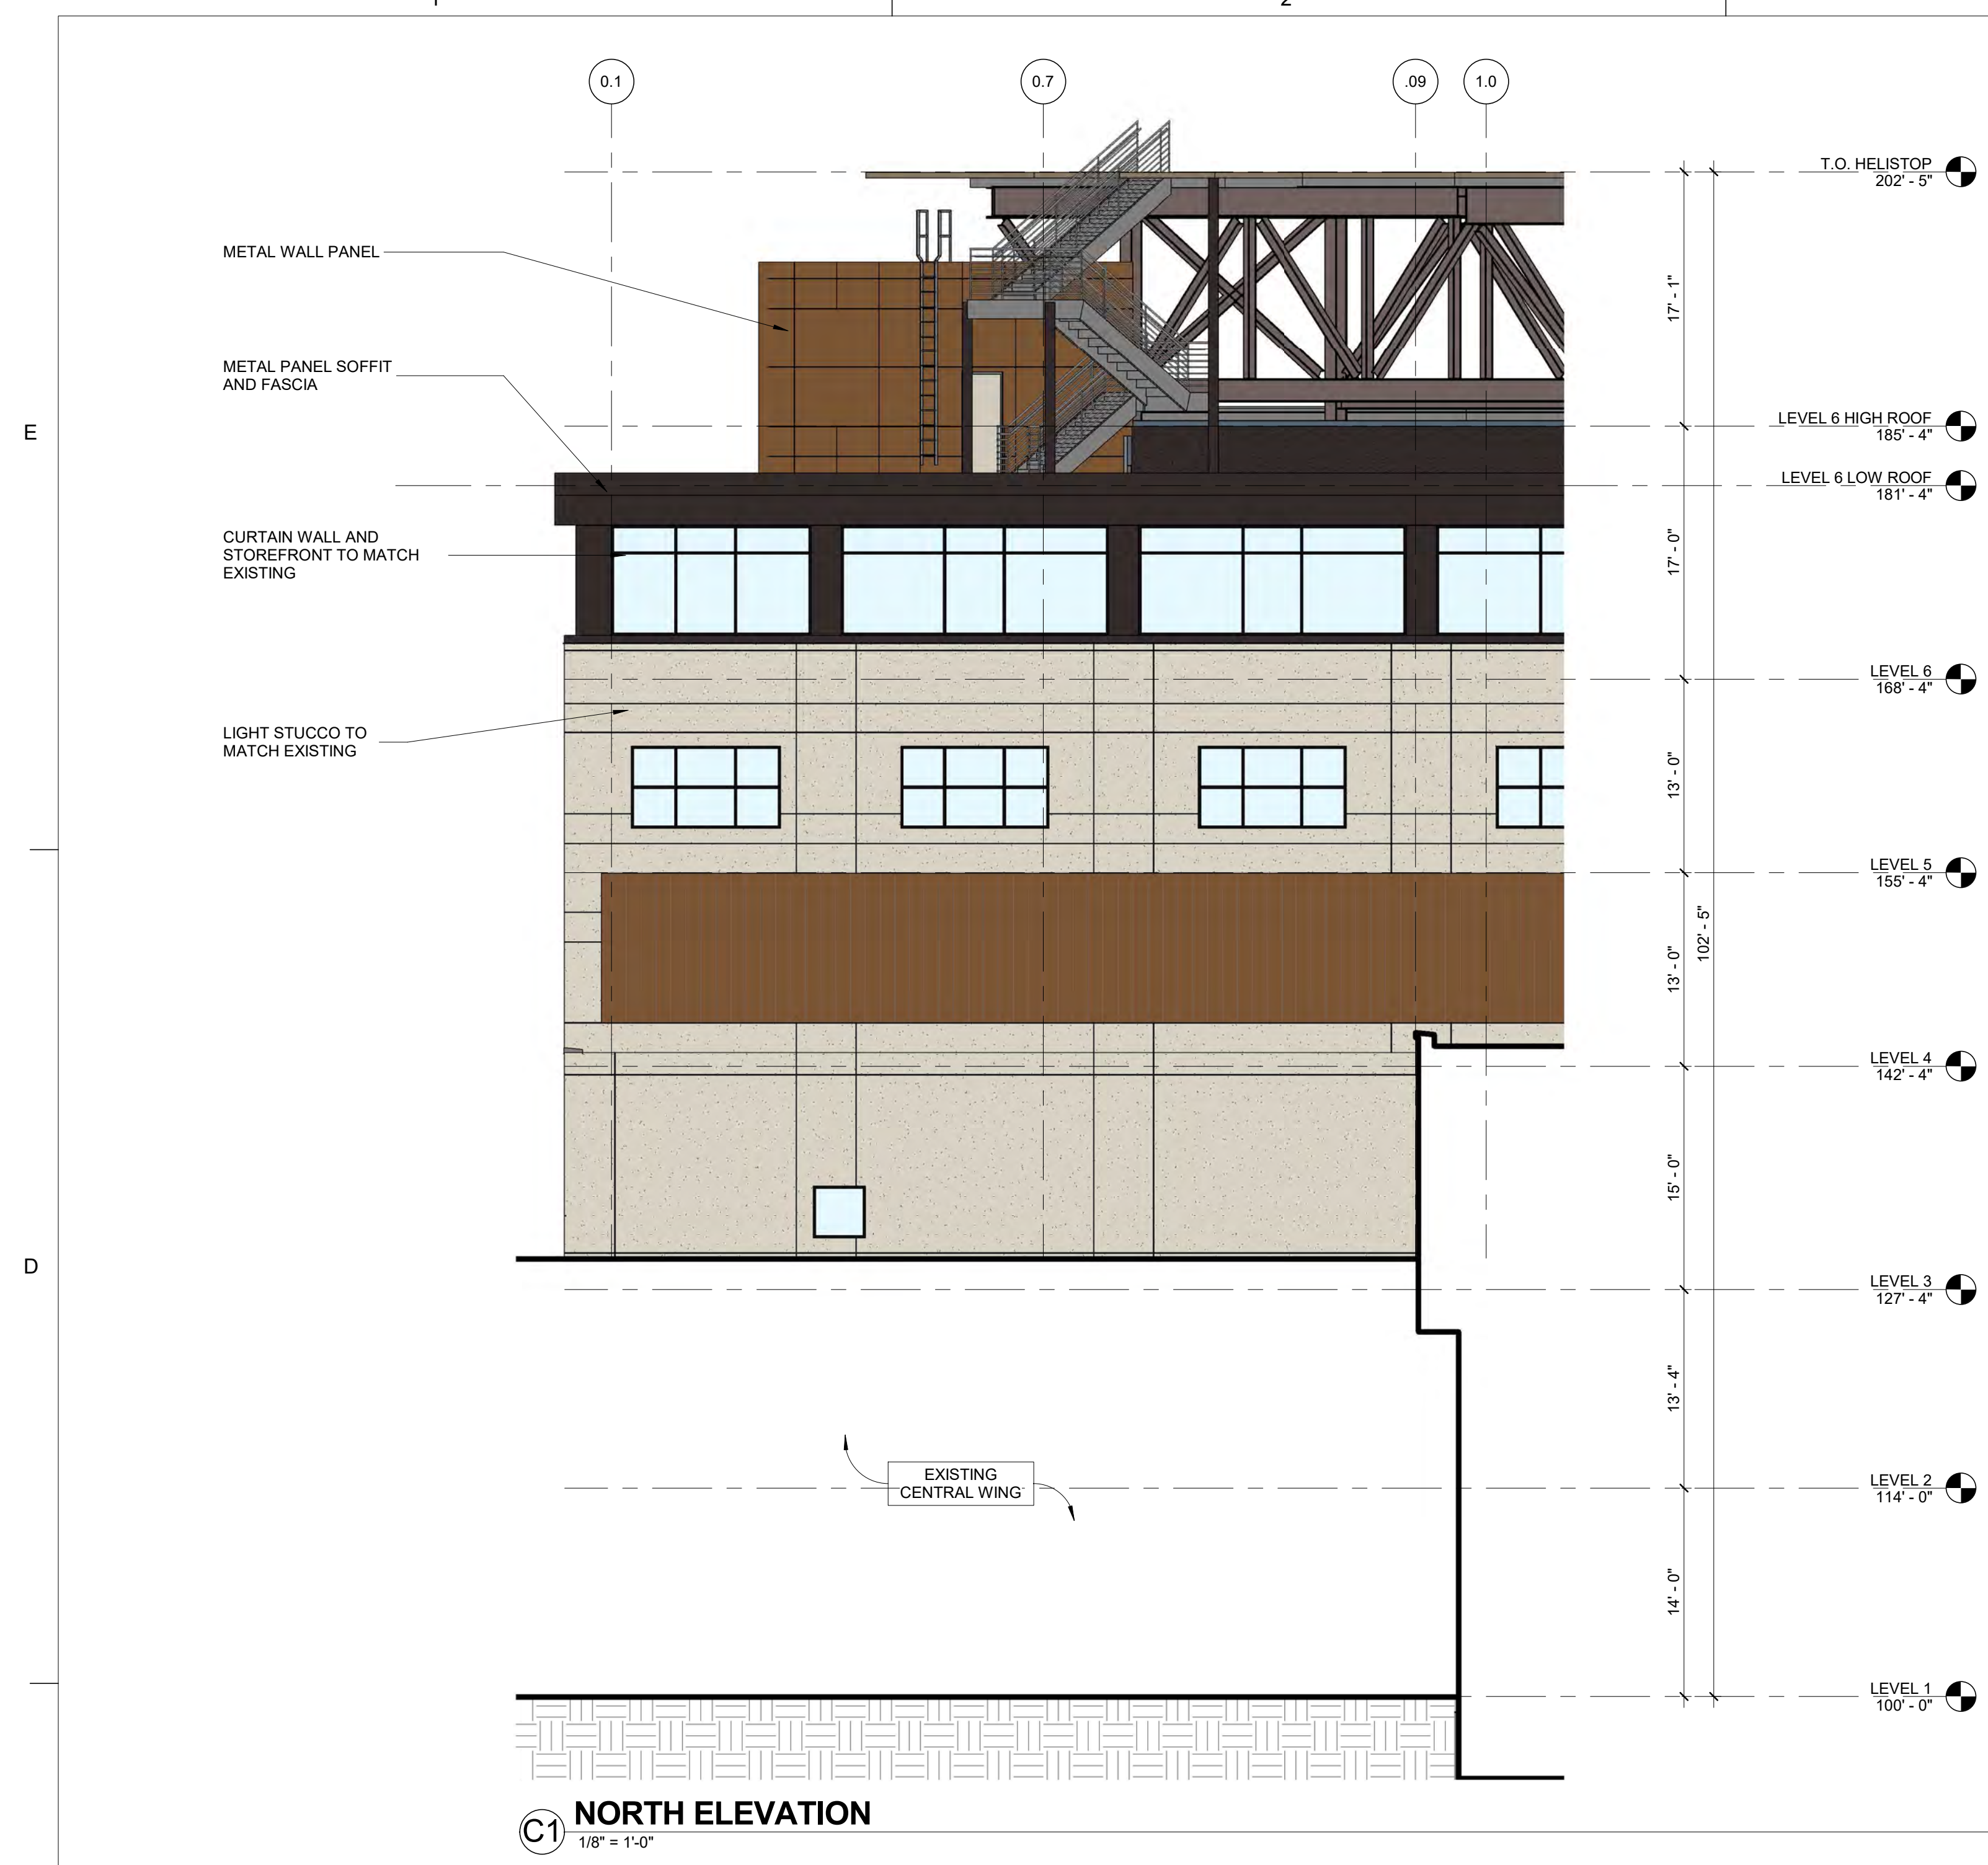 1
2
0.1
0.7
.09
1.0
T.O. HELISTOP
202' - 5"
METAL WALL PANEL
17' - 1"
METAL PANEL SOFFIT
AND FASCIA
E
LEVEL 6 HIGH ROOF
185' - 4"
LEVEL 6 LOW ROOF
181' - 4"
CURTAIN WALL AND
STOREFRONT TO MATCH
EXISTING
17' - 0"
LEVEL 6
168' - 4"
LIGHT STUCCO TO
MATCH EXISTING
13' - 0"
LEVEL 5
155' - 4"
102' - 5"
13' - 0"
LEVEL 4
142' - 4"
15' - 0"
D
LEVEL 3
127' - 4"
13' - 4"
EXISTING
CENTRAL WING
LEVEL 2
114' - 0"
14' - 0"
LEVEL 1
100' - 0"
C1
NORTH ELEVATION
1/8" = 1'-0"